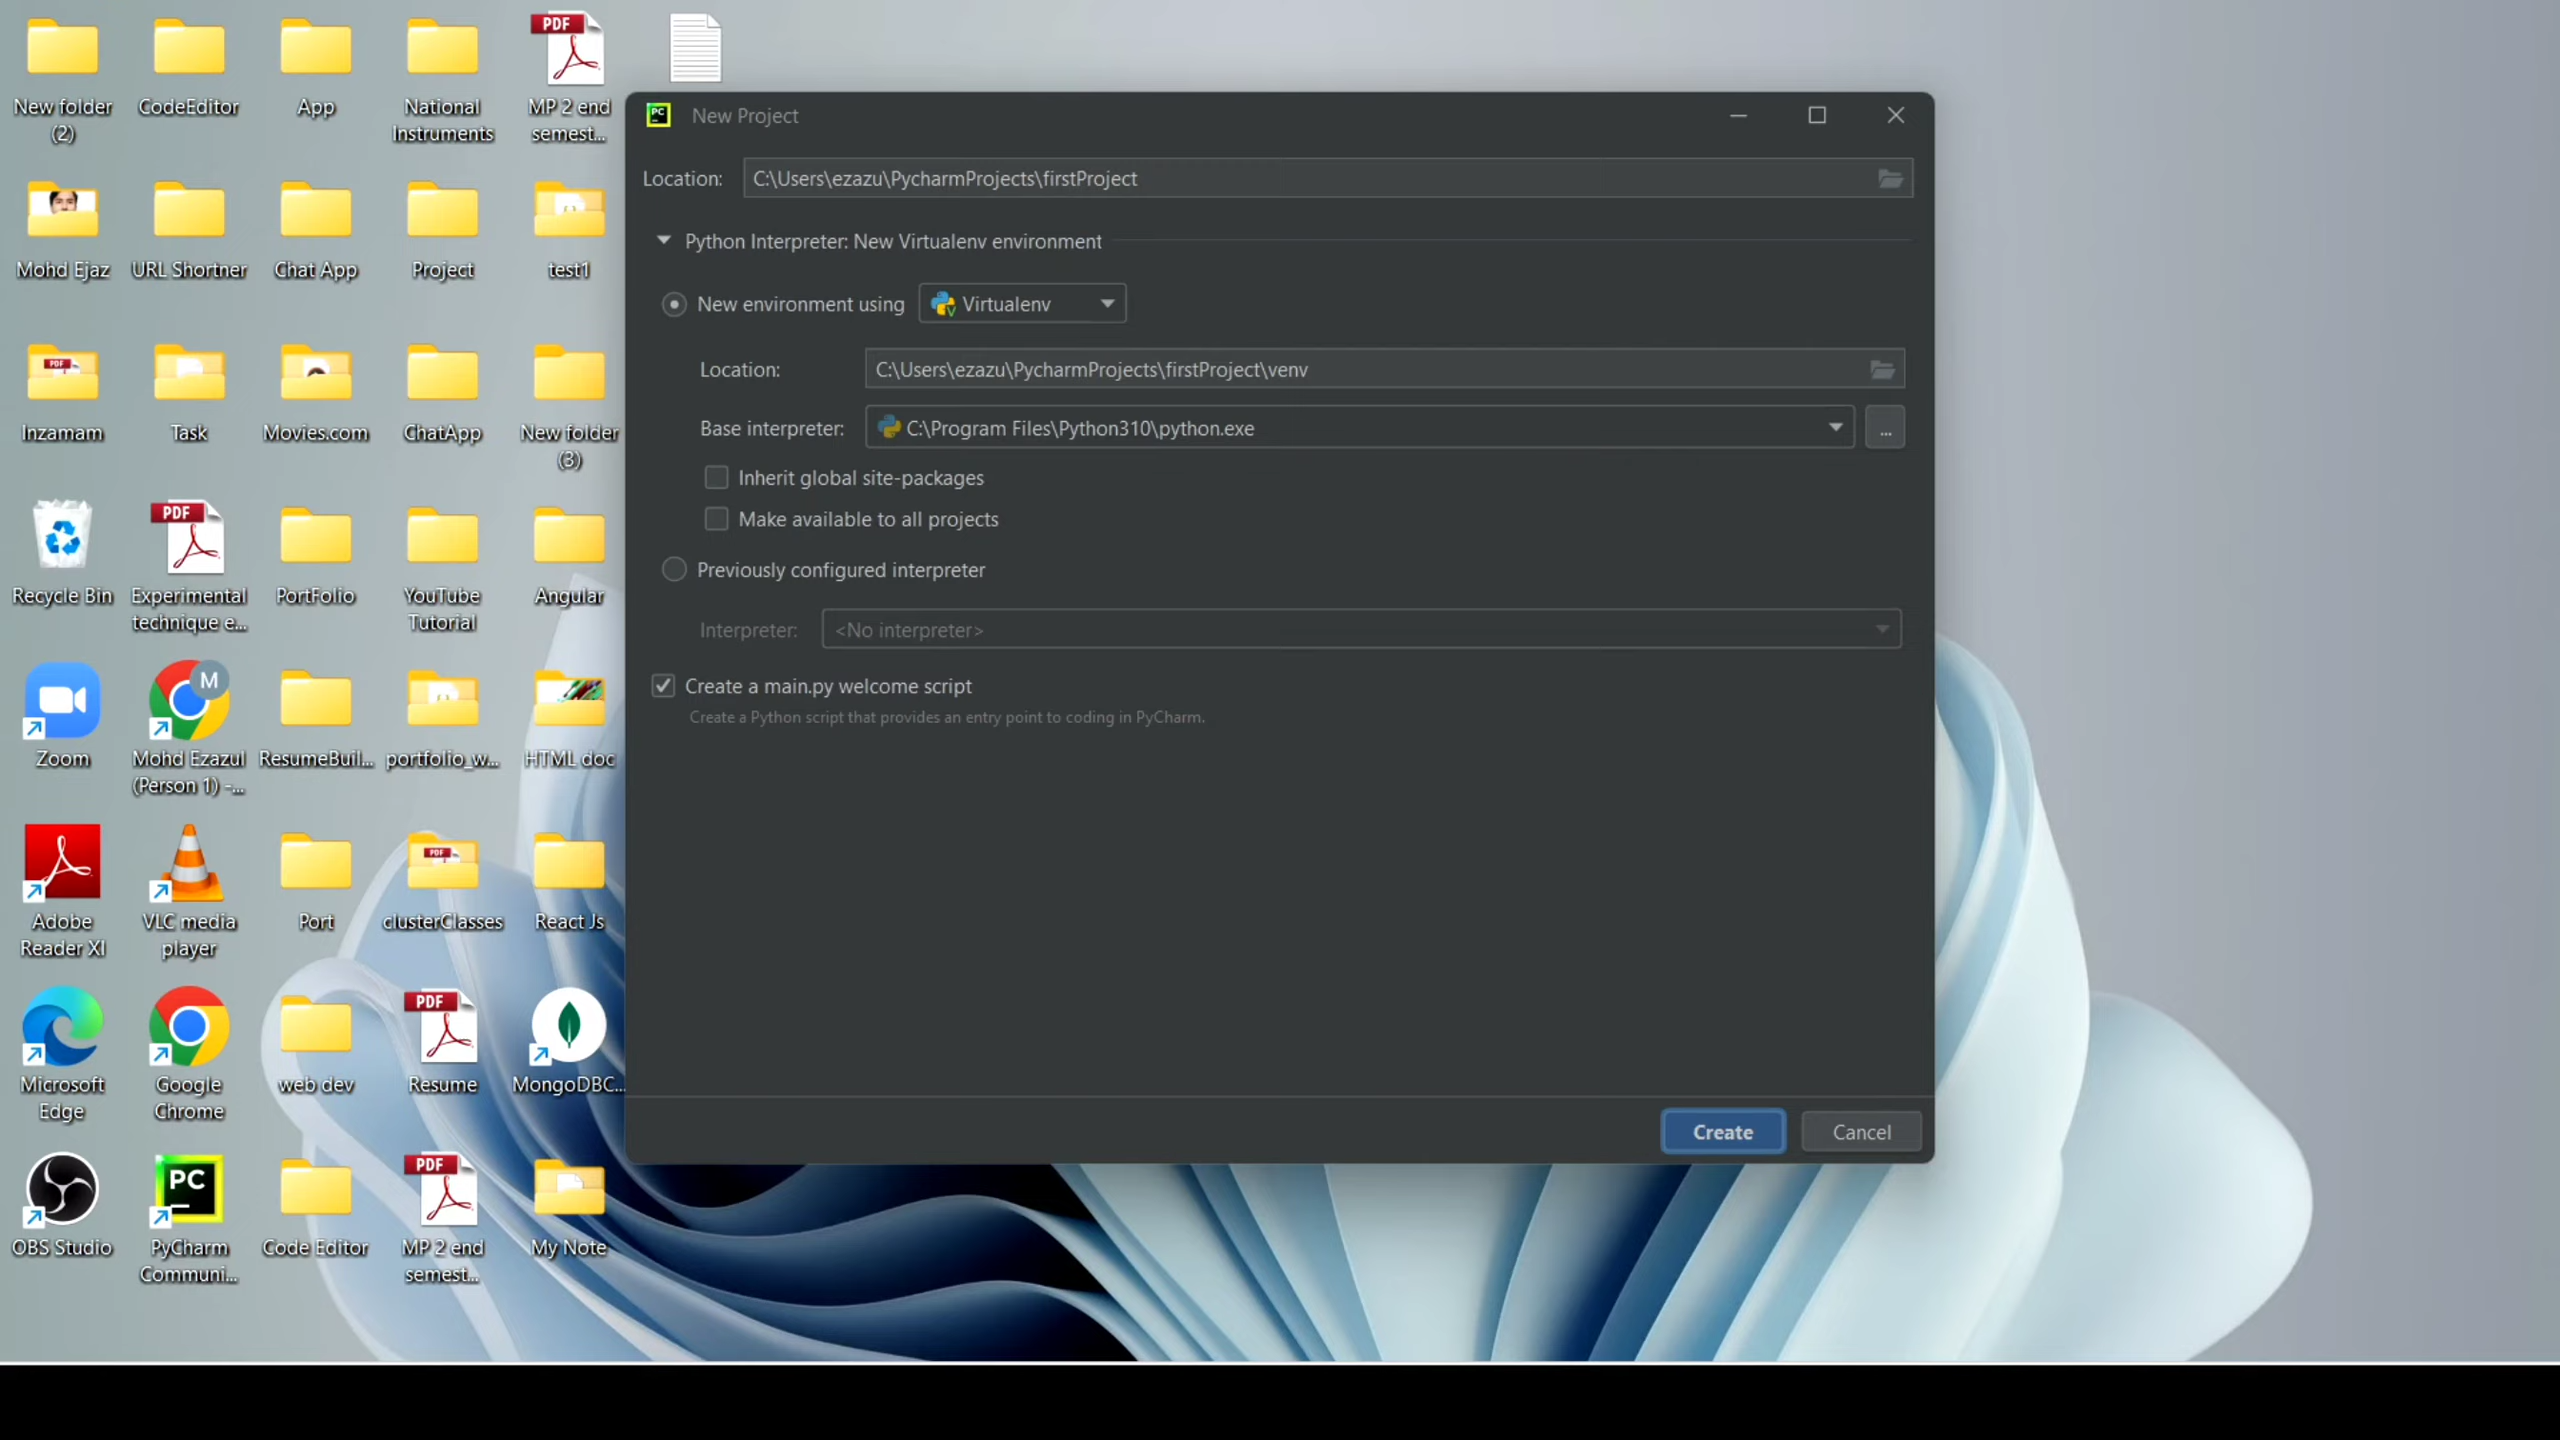 PDF
New folder
(2)
CodeEditor
App
National
Instruments
MP 2 end
semest...
Mohd Ejaz
URL Shortner
Chat App
Project
test1
PDF
Inzamam
Task
Movies.com
ChatApp
New folder
(3)
PDF
Recycle Bin
Experimental
technique e...
PortFolio
YouTube
Tutorial
Angular
M
Zoom
Mohd Ezazul
(Person 1) -...
ResumeBuil...
portfolio_w...
HTML doc
PDF
Adobe
Reader XI
VLC media
player
Port
clusterClasses
React Js
PDF
Microsoft
Edge
Google
Chrome
web dev
Resume
MongoDBC...
PC
PDF
OBS Studio
PyCharm
Communi...
Code Editor
MP 2 end
semest...
My Note
PC
New Project
Location:
C:\Users\ezazu\PycharmProjects\firstProject
Python Interpreter: New Virtualenv environment
New environment using
Virtualenv
Location:
C:\Users\ezazu\PycharmProjects\firstProject\venv
Base interpreter:
C:\Program Files\Python310\python.exe
...
Inherit global site-packages
Make available to all projects
Previously configured interpreter
Interpreter:
<No interpreter>
Create a main.py welcome script
Create a Python script that provides an entry point to coding in PyCharm.
Create
Cancel